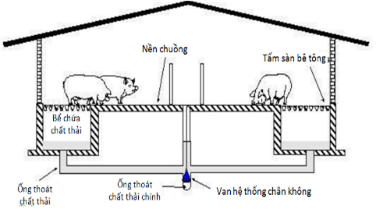 Nền chuồng
Tấm sàn bê tông
Bể chứa
chất thải
Ống thoát
chất thải
Ống thoát
chất thải chính
Van hệ thống chân không